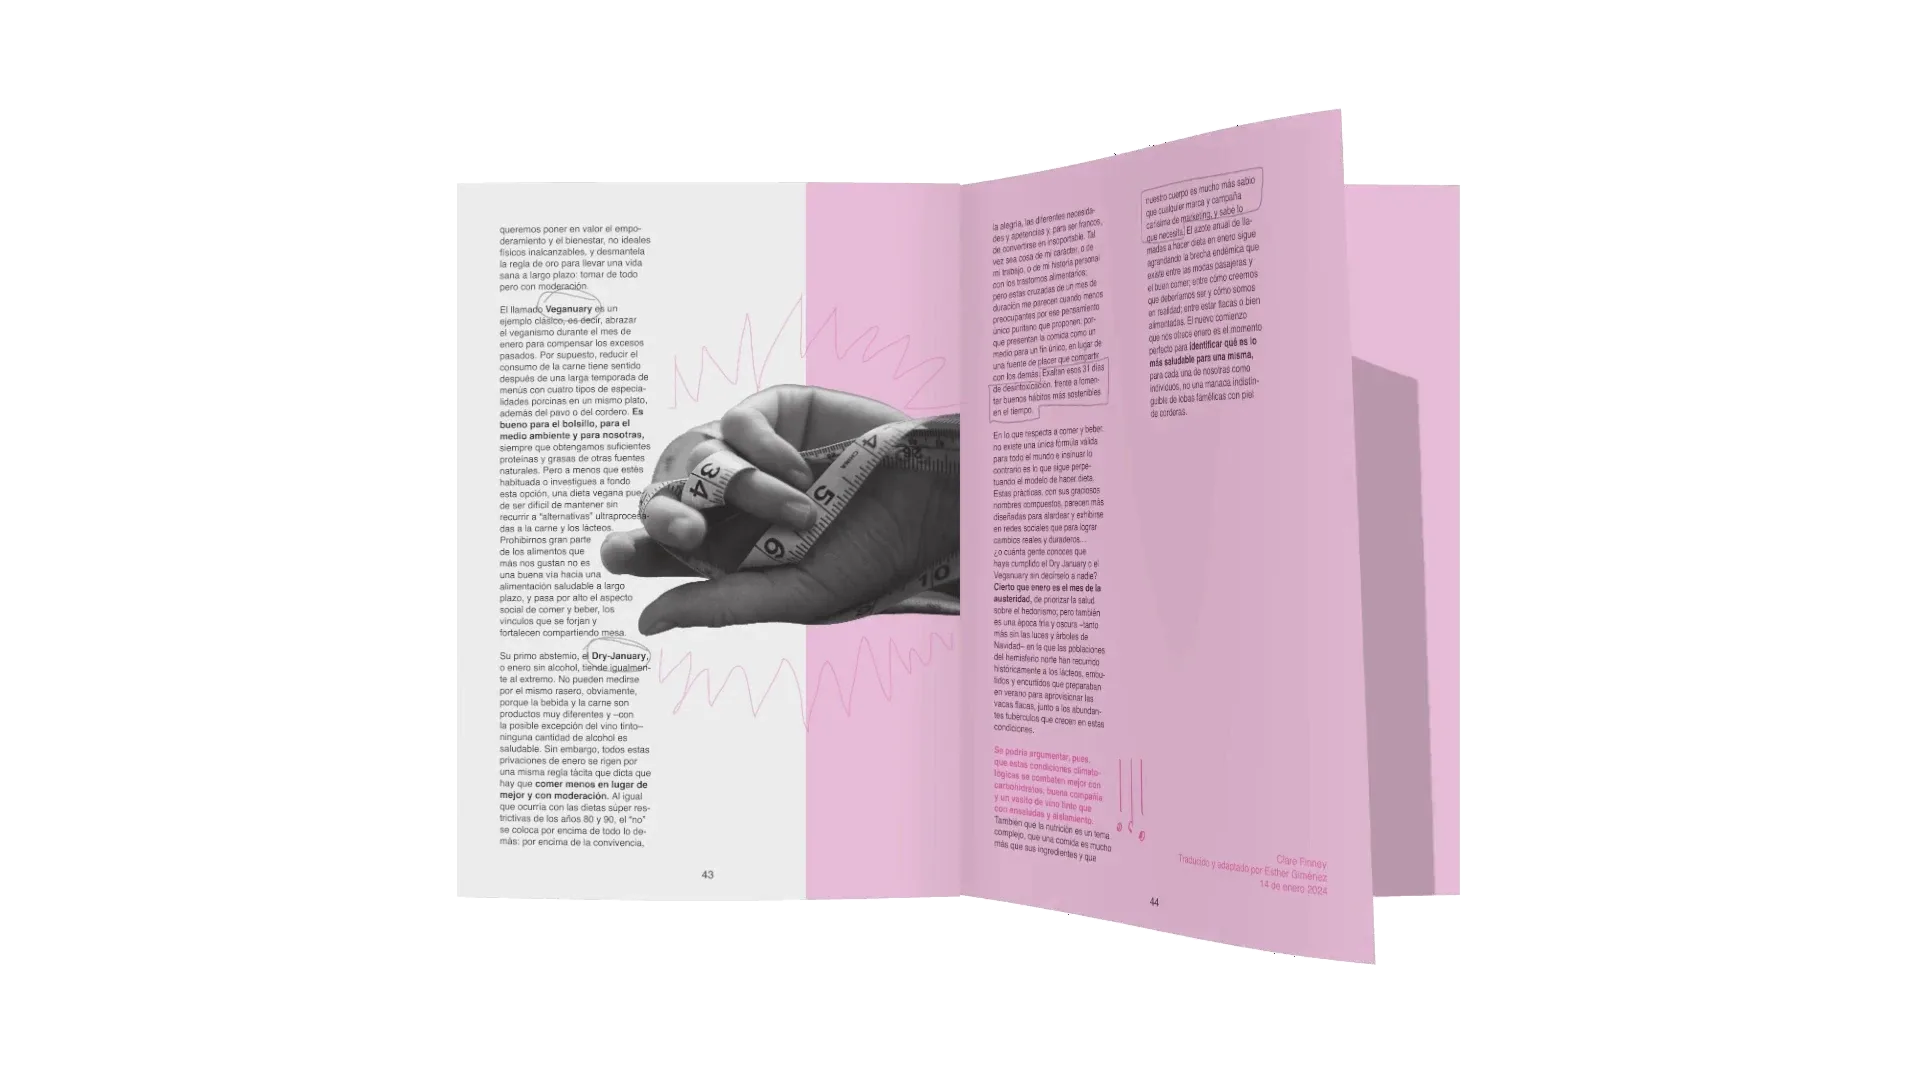 queremos poner en valor el empo-
deramiento y el bienestar, no ideales
físicos inalcanzables, y desmantela
la regla de oro para llevar una vida
sana a largo plazo: tomar de todo
pero con moderación.
El llamado Veganuary es un
ejemplo clásico, es decir, abrazar
el veganismo durante el mes de
enero para compensar los excesos
pasados. Por supuesto, reducir el
consumo de la carne tiene sentido
después de una larga temporada de
menús con cuatro tipos de especia-
lidades porcinas en un mismo plato,
además del pavo o del cordero. Es
bueno para el bolsillo, para el
medio ambiente y para nosotras,
siempre que obtengamos suficientes
proteínas y grasas de otras fuentes
naturales. Pero a menos que estés
habituada o investigues a fondo
esta opción, una dieta vegana pue-
de ser difícil de mantener sin
recurrir a "alternativas" ultraprocesa-
das a la carne y los lácteos.
Prohibirnos gran parte
de los alimentos que
más nos gustan no es
una buena vía hacia una
alimentación saludable a largo
plazo, y pasa por alto el aspecto
social de comer y beber, los
vínculos que se forjan y
fortalecen compartiendo mesa.
Su primo abstemio, el Dry-January,
o enero sin alcohol, tiende igualmen-
te al extremo. No pueden medirse
por el mismo rasero, obviamente,
porque la bebida y la carne son
productos muy diferentes y –con
la posible excepción del vino tinto–
ninguna cantidad de alcohol es
saludable. Sin embargo, todos estas
privaciones de enero se rigen por
una misma regla tácita que dicta que
hay que comer menos en lugar de
mejor y con moderación. Al igual
que ocurría con las dietas súper res-
trictivas de los años 80 y 90, el "no"
se coloca por encima de todo lo de-
más: por encima de la convivencia,
43
3
4
5
6
7
10
la alegría, las diferentes necesida-
des y apetencias y, para ser francos,
de convertirse en insoportable. Tal
vez sea cosa de mi carácter, o de
mi trabajo, o de mi historia personal
con los trastornos alimentarios;
pero estas cruzadas de un mes de
duración me parecen cuando menos
preocupantes por ese pensamiento
único puritano que proponen, por-
que presentan la comida como un
medio para un fin único, en lugar de
una fuente de placer que compartir
con los demás. Exaltan esos 31 días
de desintoxicación, frente a fomen-
tar buenos hábitos más sostenibles
en el tiempo.
En lo que respecta a comer y beber,
no existe una única fórmula válida
para todo el mundo e insinuar lo
contrario es lo que sigue perpe-
tuando el modelo de hacer dieta.
Estas prácticas, con sus graciosos
nombres compuestos, parecen más
diseñadas para alardear y exhibirse
en redes sociales que para lograr
cambios reales y duraderos…
¿o cuánta gente conoces que
haya cumplido el Dry January o el
Veganuary sin decírselo a nadie?
Cierto que enero es el mes de la
austeridad, de priorizar la salud
sobre el hedonismo; pero también
es una época fría y oscura –tanto
más sin las luces y árboles de
Navidad– en la que las poblaciones
del hemisferio norte han recurrido
históricamente a los lácteos, embu-
tidos y encurtidos que preparaban
en verano para aprovisionar las
vacas flacas, junto a los abundan-
tes tubérculos que crecen en estas
condiciones.
Se podría argumentar, pues,
que estas condiciones climato-
lógicas se combaten mejor con
carbohidratos, buena compañía
y un vasito de vino tinto que
con ensaladas y aislamiento.
También que la nutrición es un tema
complejo, que una comida es mucho
más que sus ingredientes y que
nuestro cuerpo es mucho más sabio
que cualquier marca y campaña
carísima de marketing, y sabe lo
que necesita. El azote anual de lla-
madas a hacer dieta en enero sigue
agrandando la brecha endémica que
existe entre las modas pasajeras y
el buen comer; entre cómo creemos
que deberíamos ser y cómo somos
en realidad; entre estar flacas o bien
alimentadas. El nuevo comienzo
que nos ofrece enero es el momento
perfecto para identificar qué es lo
más saludable para una misma,
para cada una de nosotras como
individuos, no una manada indistin-
guible de lobas famélicas con piel
de corderas.
Clare Finney
Traducido y adaptado por Esther Giménez
14 de enero 2024
44